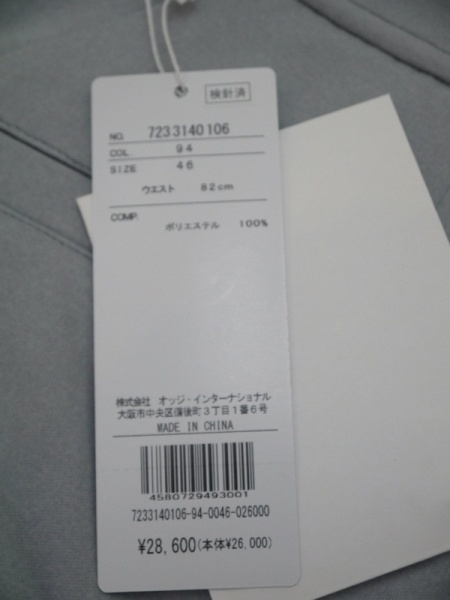 検針済
NO. 7233140106
COL. 94
SIZE 46
ウエスト 82cm
COMP.
ポリエステル 100%
株式会社 オッジ・インターナショナル
大阪市中央区備後町3丁目1番6号
MADE IN CHINA
4580729493001
7233140106-94-0046-026000
¥28,600(本体¥26,000)